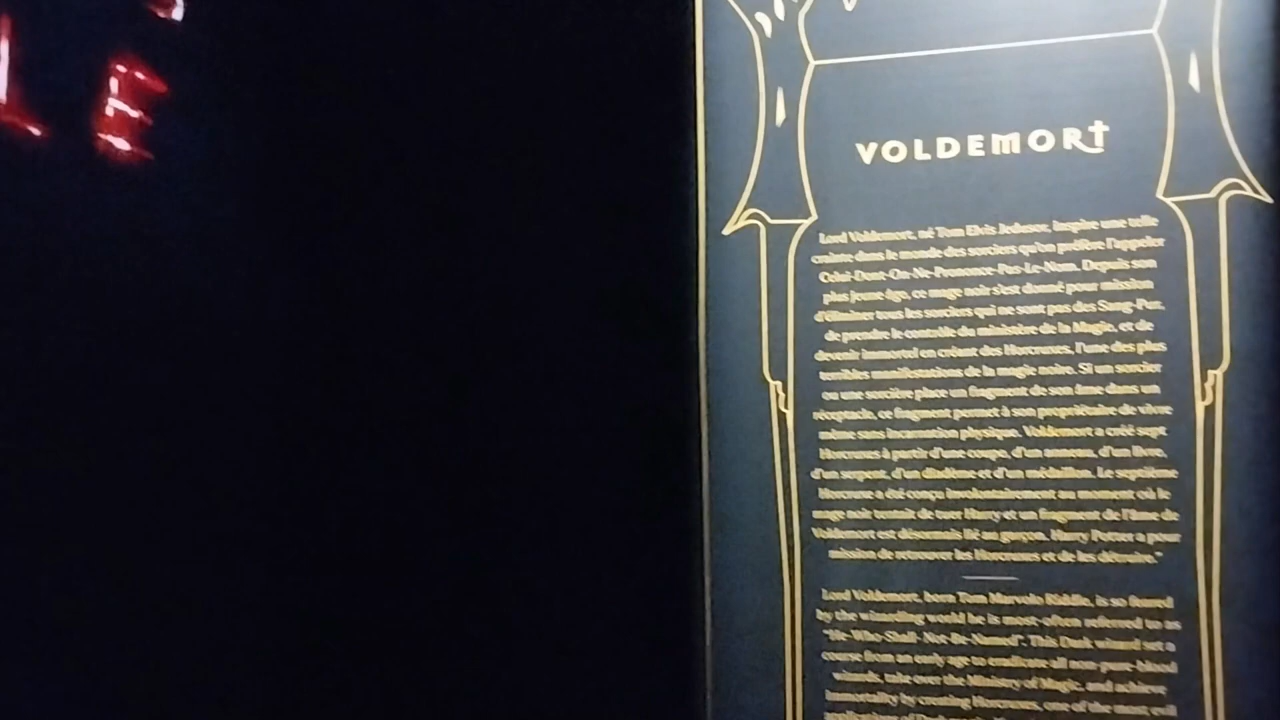 LE
VOLDEMORT
Lord Voldemort, né Tom Elvis Jedusor, inspire une telle
crainte dans le monde des sorciers qu'on préfère l'appeler
Celui-Dont-On-Ne-Prononce-Pas-Le-Nom. Depuis son
plus jeune âge, ce mage noir s'est donné pour mission
d'éliminer tous les sorciers qui ne sont pas des Sang-Pur,
de prendre le contrôle du ministère de la Magie, et de
devenir immortel en créant des Horcruxes, l'une des plus
terribles manifestations de la magie noire. Si un sorcier
ou une sorcière place un fragment de son âme dans un
réceptacle, ce fragment permet à son propriétaire de vivre
même sans incarnation physique. Voldemort a créé sept
Horcruxes à partir d'une coupe, d'un anneau, d'un livre,
d'un serpent, d'un diadème et d'un médaillon. Le septième
Horcruxe a été conçu involontairement au moment où le
mage noir tentait de tuer Harry et un fragment de l'âme de
Voldemort est désormais lié au garçon. Harry Potter a pour
mission de retrouver les Horcruxes et de les détruire."
Lord Voldemort, born Tom Marvolo Riddle, is so feared
by the wizarding world he is most often referred to as
"He-Who-Shall- Not-Be-Named". This Dark wizard set a
course from an early age to eradicate all non-pure-blood
wizards, take over the Ministry of Magic, and achieve
immortality by creating Horcruxes, one of the many evil